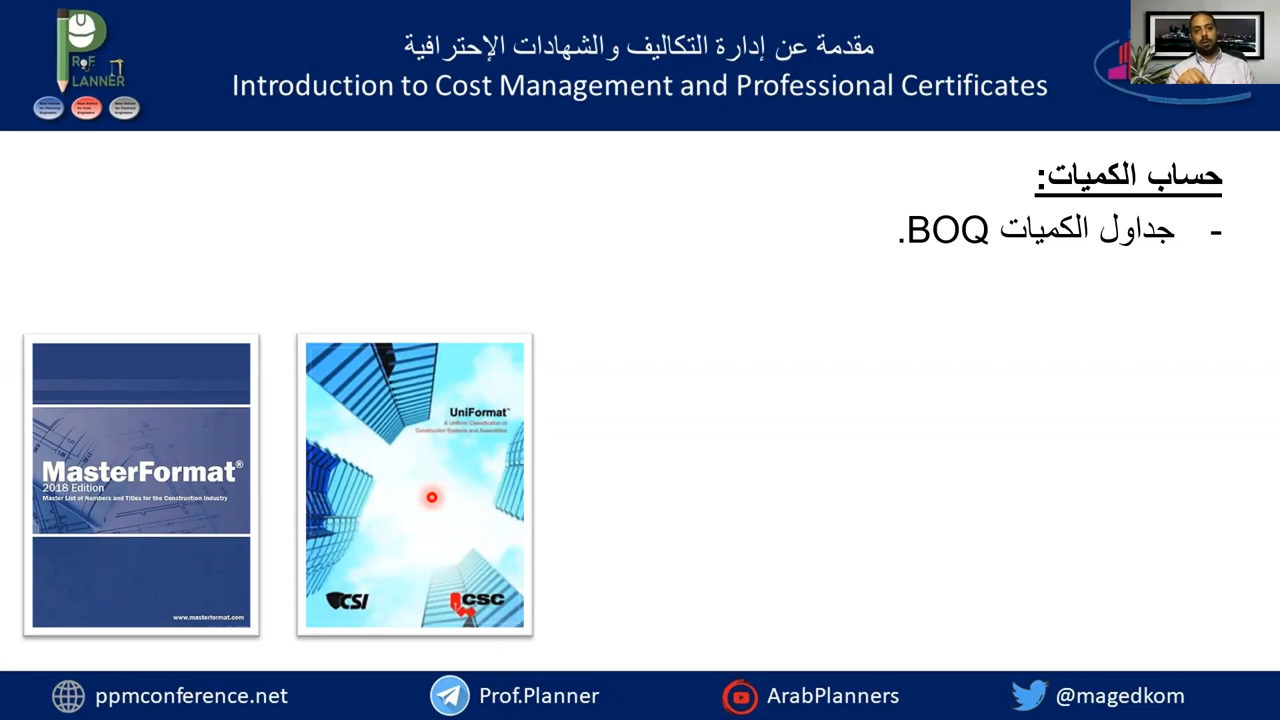 PROF.
PLANNER
مقدمة عن إدارة التكاليف والشهادات الإحترافية
Introduction to Cost Management and Professional Certificates
حساب الكميات:
- جداول الكميات BOQ.
MasterFormat®
2018 Edition
Master List of Numbers and Titles for the Construction Industry
www.masterformat.com
UniFormat™
A Uniform Classification of
Construction Systems and Assemblies
CSI
CSC
ppmconference.net
Prof.Planner
ArabPlanners
@magedkom